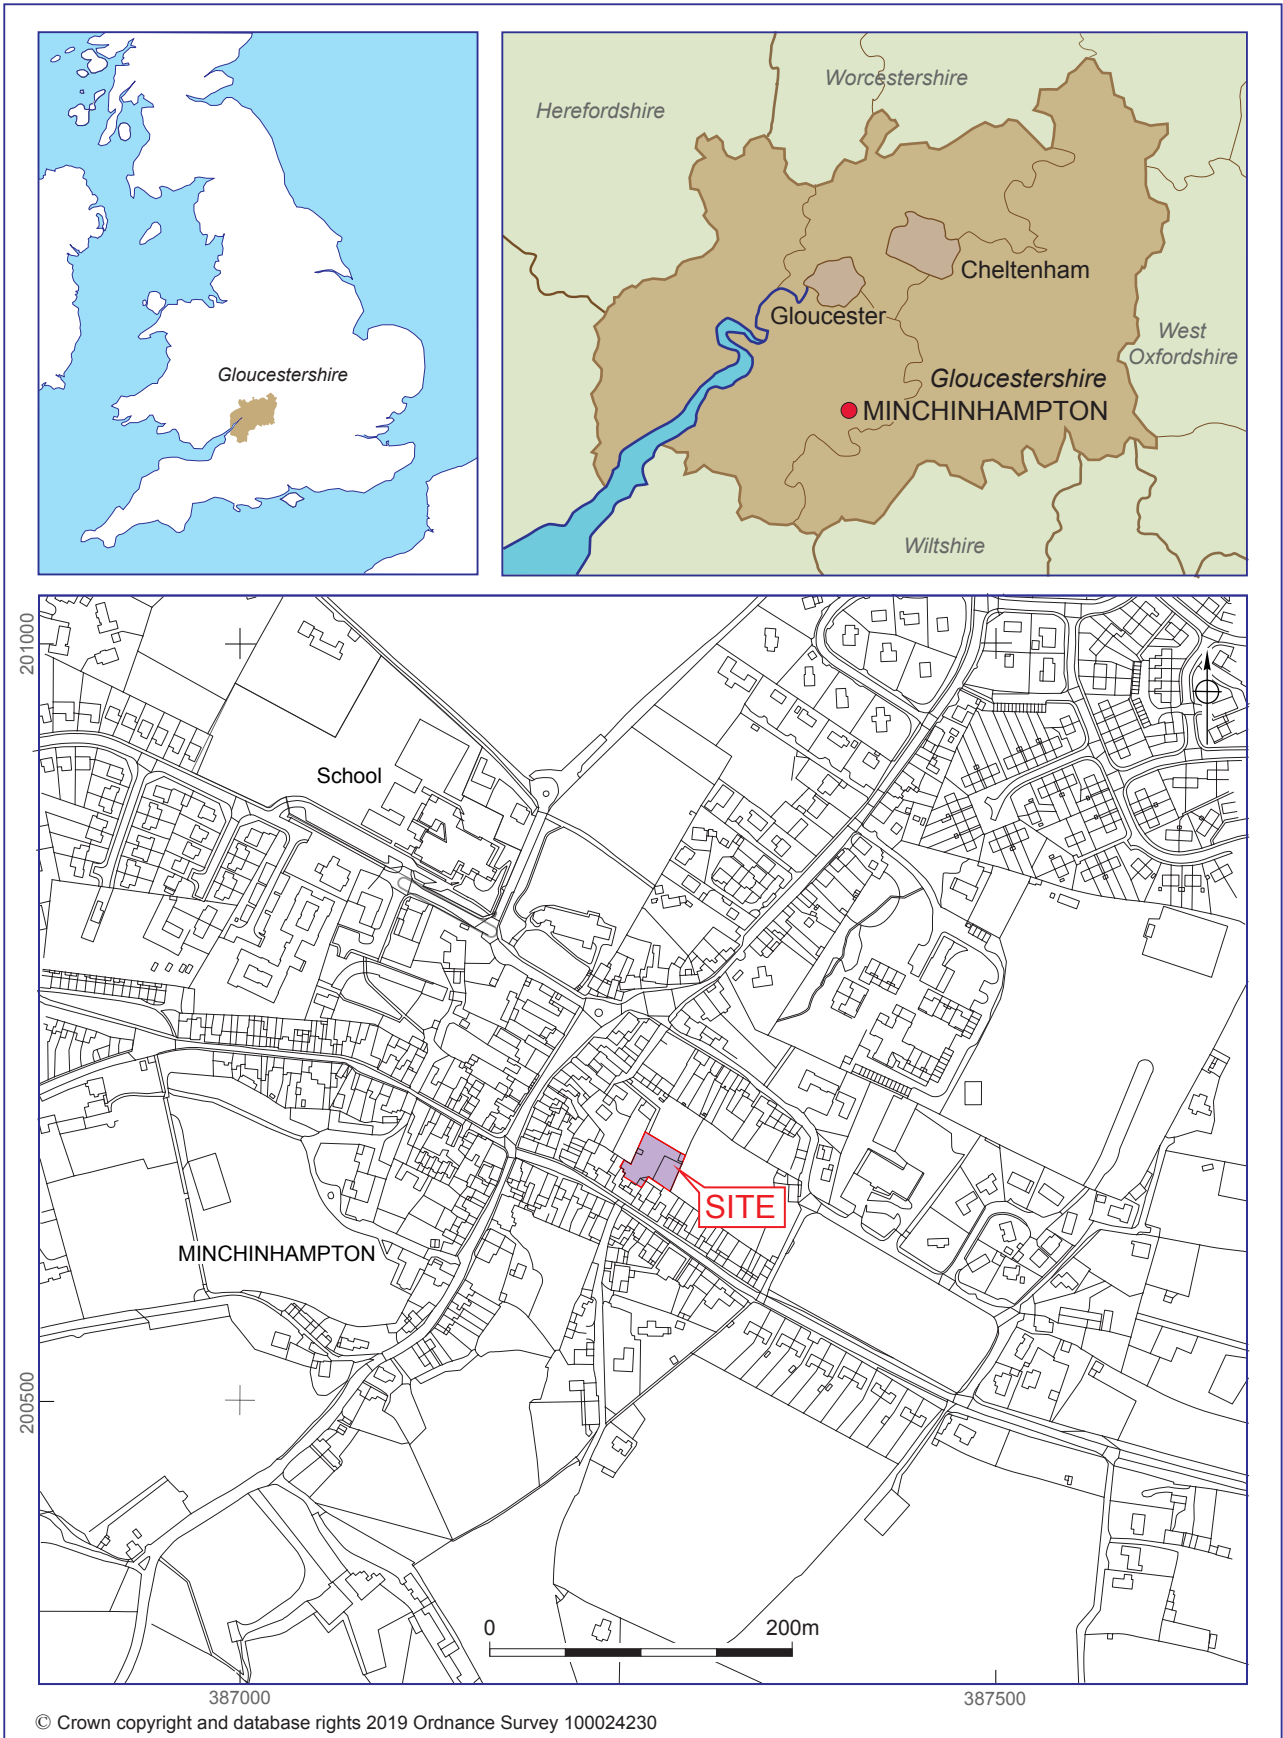 Gloucestershire
Herefordshire
Worcestershire
Cheltenham
Gloucester
West
Oxfordshire
Gloucestershire
MINCHINHAMPTON
Wiltshire
201000
School
SITE
MINCHINHAMPTON
200500
0
200m
387000
387500
© Crown copyright and database rights 2019 Ordnance Survey 100024230